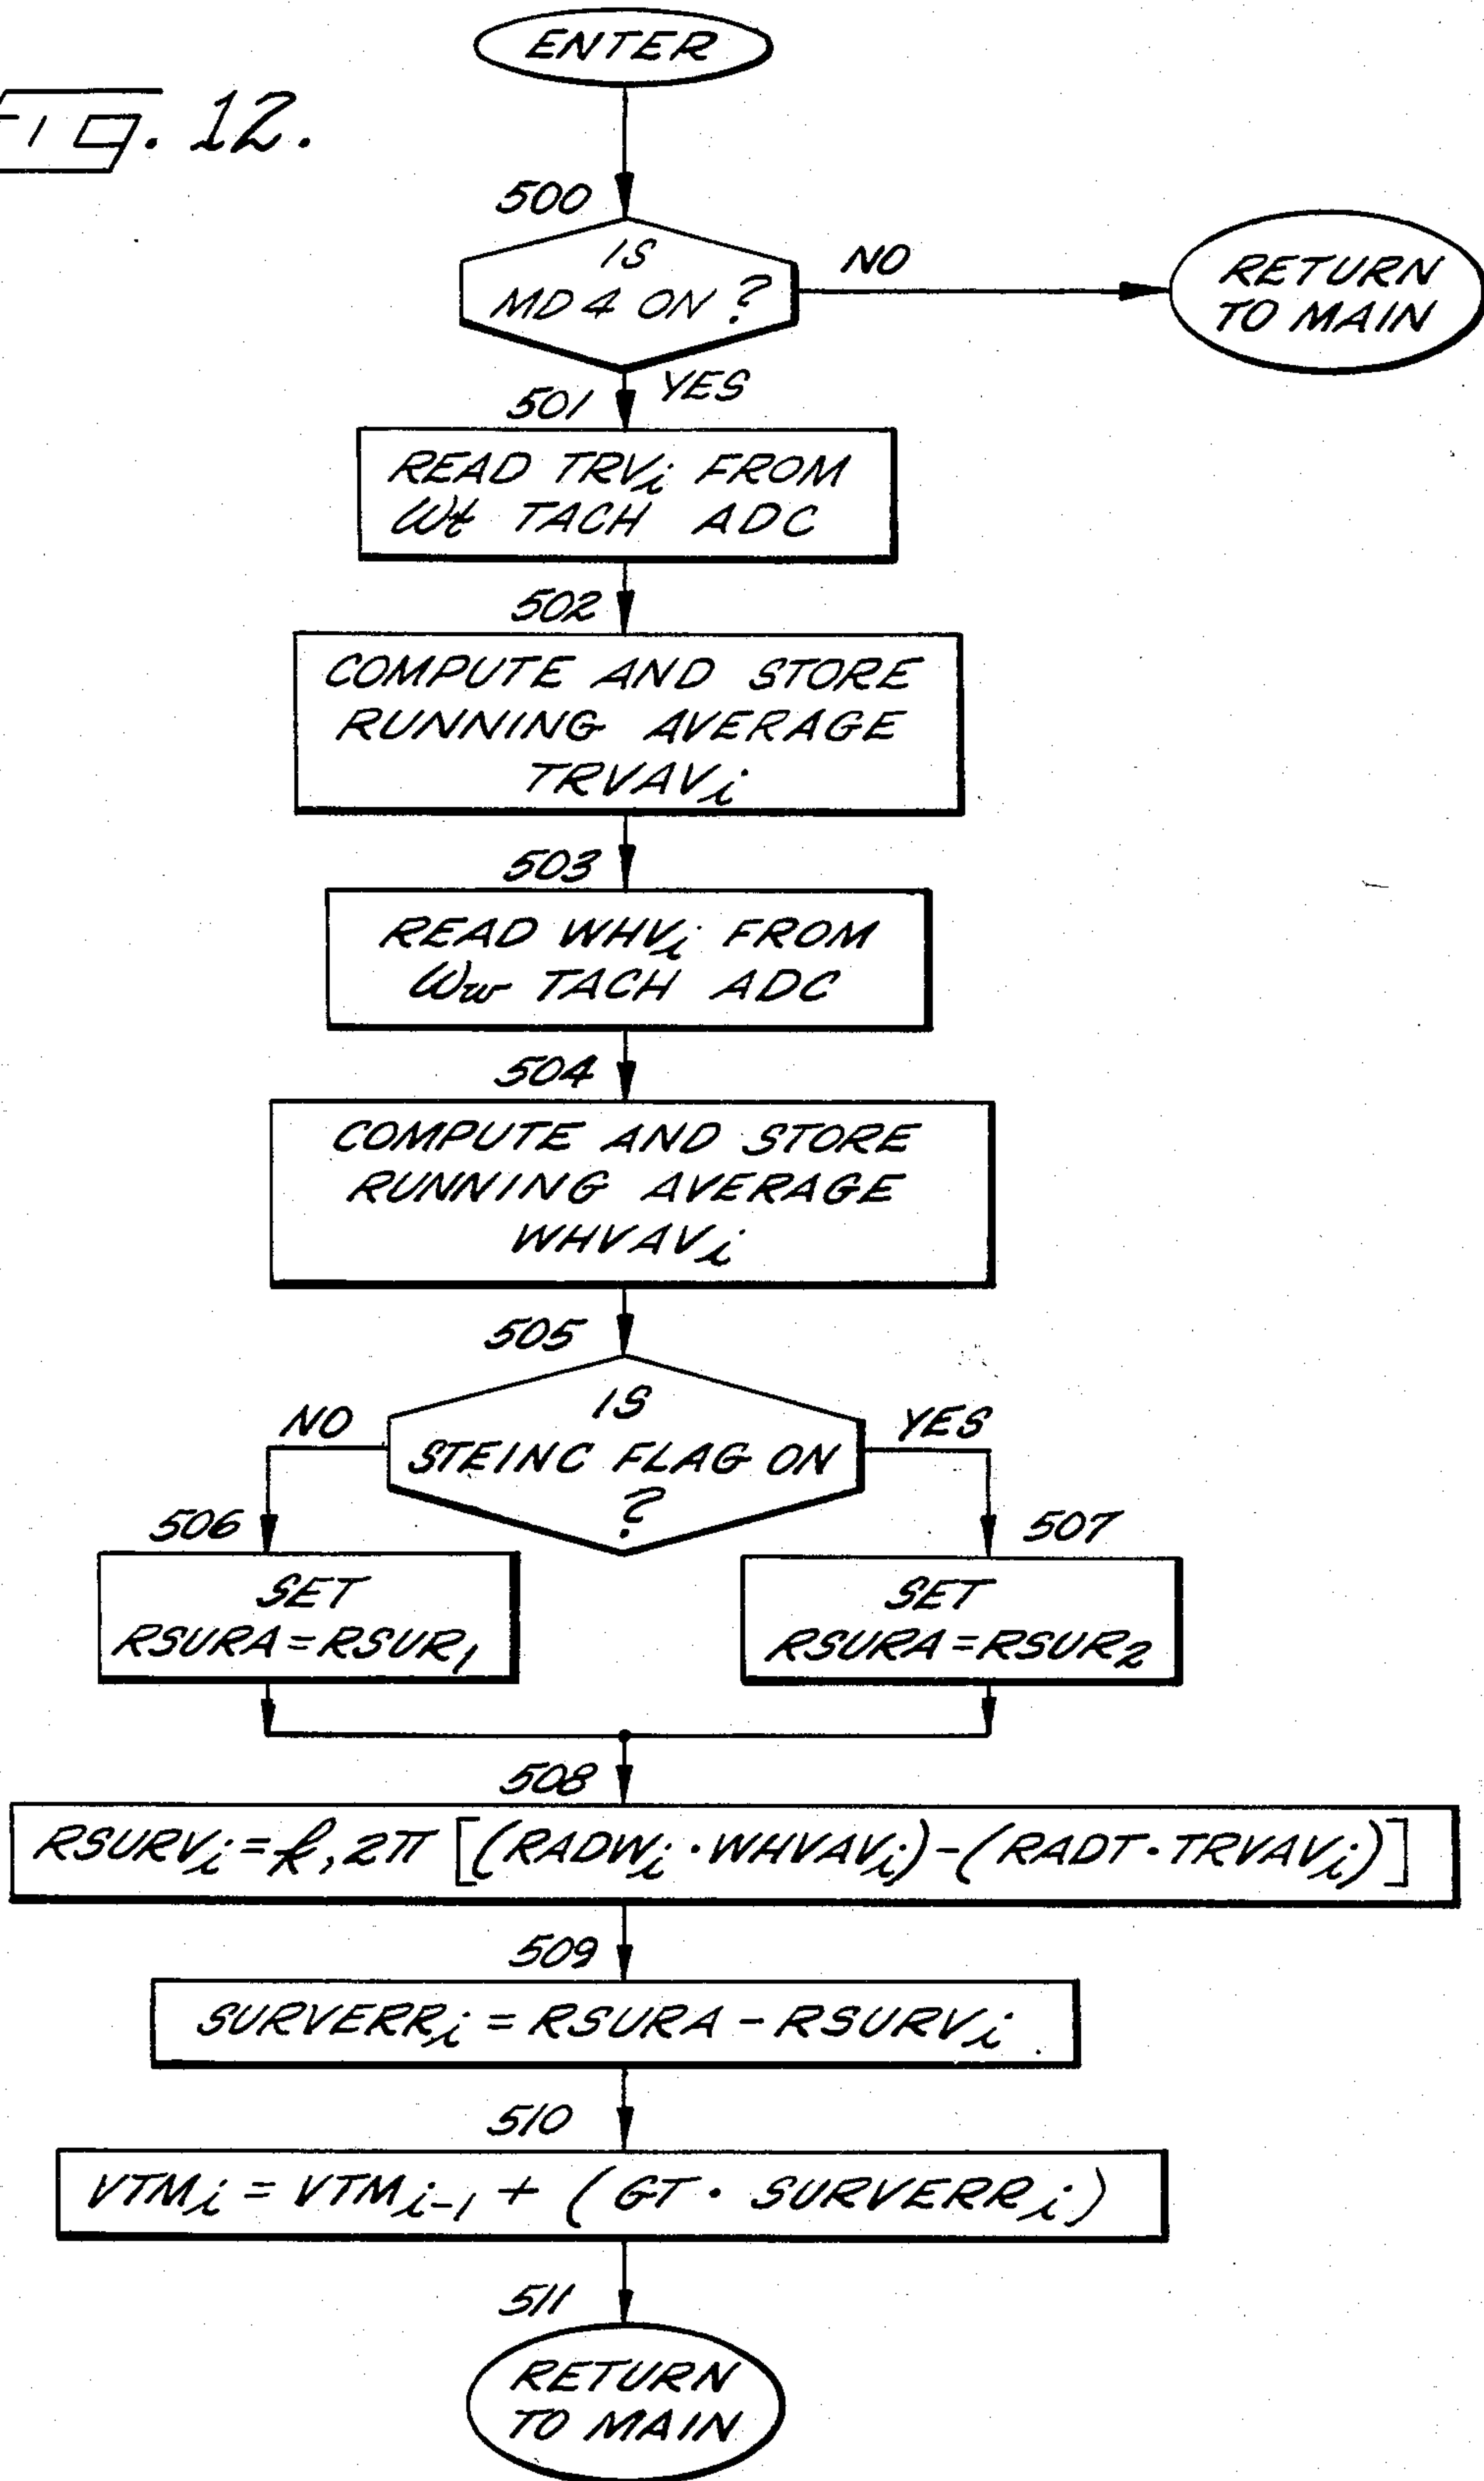 Fig. 12.
ENTER
500
IS
MD4 ON ?
NO
RETURN
TO MAIN
YES
501
READ TRVi FROM
ωt TACH ADC
502
COMPUTE AND STORE
RUNNING AVERAGE
TRVAVi
503
READ WHVi FROM
ωw TACH ADC
504
COMPUTE AND STORE
RUNNING AVERAGE
WHVAVi
505
IS
STEINC FLAG ON
?
NO
YES
506
SET
RSURA=RSUR1
507
SET
RSURA=RSUR2
508
RSURVi=k,2π [(RADWi·WHVAVi)-(RADT·TRVAVi)]
509
SURVERRi = RSURA - RSURVi
510
VTMi = VTMi-1 + (GT · SURVERRi)
511
RETURN
TO MAIN